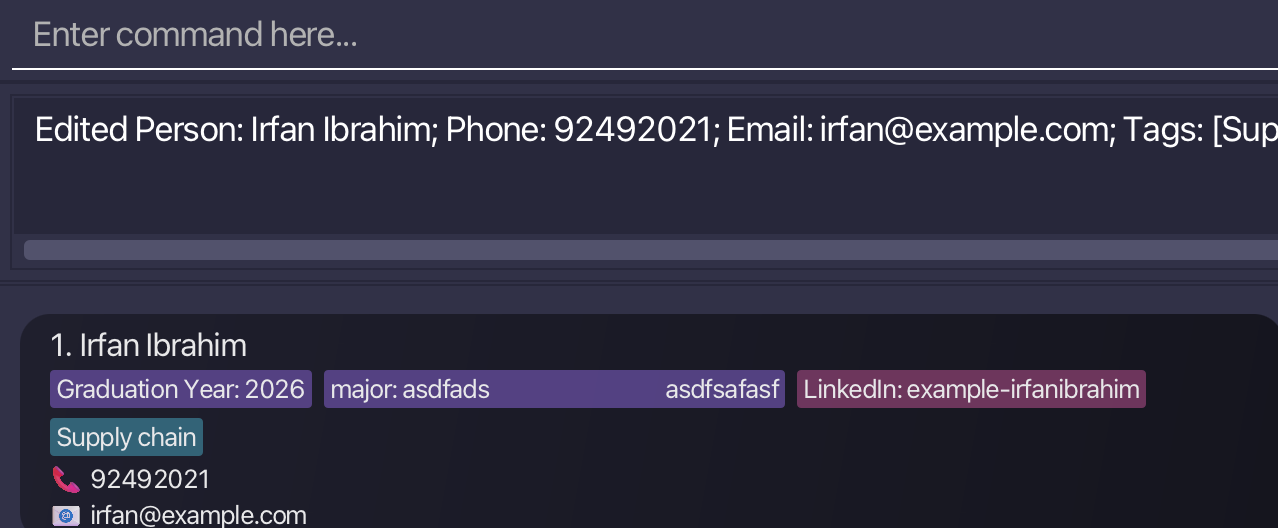 Enter command here...
Edited Person: Irfan Ibrahim; Phone: 92492021; Email: irfan@example.com; Tags: [Sup
1. Irfan Ibrahim
Graduation Year: 2026 major: asdfads asdfsafasf LinkedIn: example-irfanibrahim
Supply chain
92492021
irfan@example.com